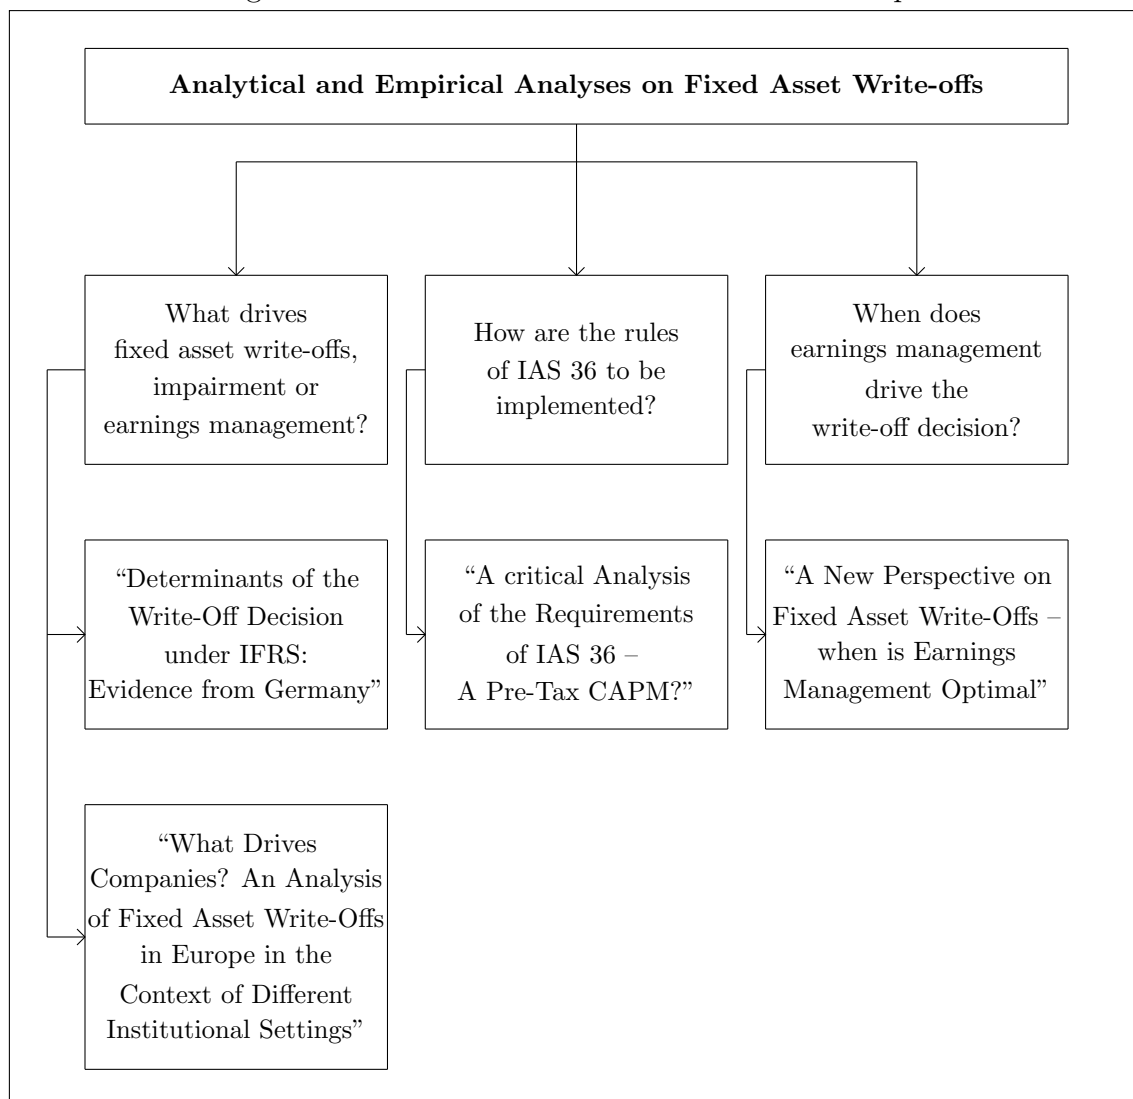 Analytical and Empirical Analyses on Fixed Asset Write-offs
What drives
fixed asset write-offs,
impairment or
earnings management?
How are the rules
of IAS 36 to be
implemented?
When does
earnings management
drive the
write-off decision?
“Determinants of the
Write-Off Decision
under IFRS:
Evidence from Germany”
“A critical Analysis
of the Requirements
of IAS 36 –
A Pre-Tax CAPM?”
“A New Perspective on
Fixed Asset Write-Offs –
when is Earnings
Management Optimal”
“What Drives
Companies? An Analysis
of Fixed Asset Write-Offs
in Europe in the
Context of Different
Institutional Settings”